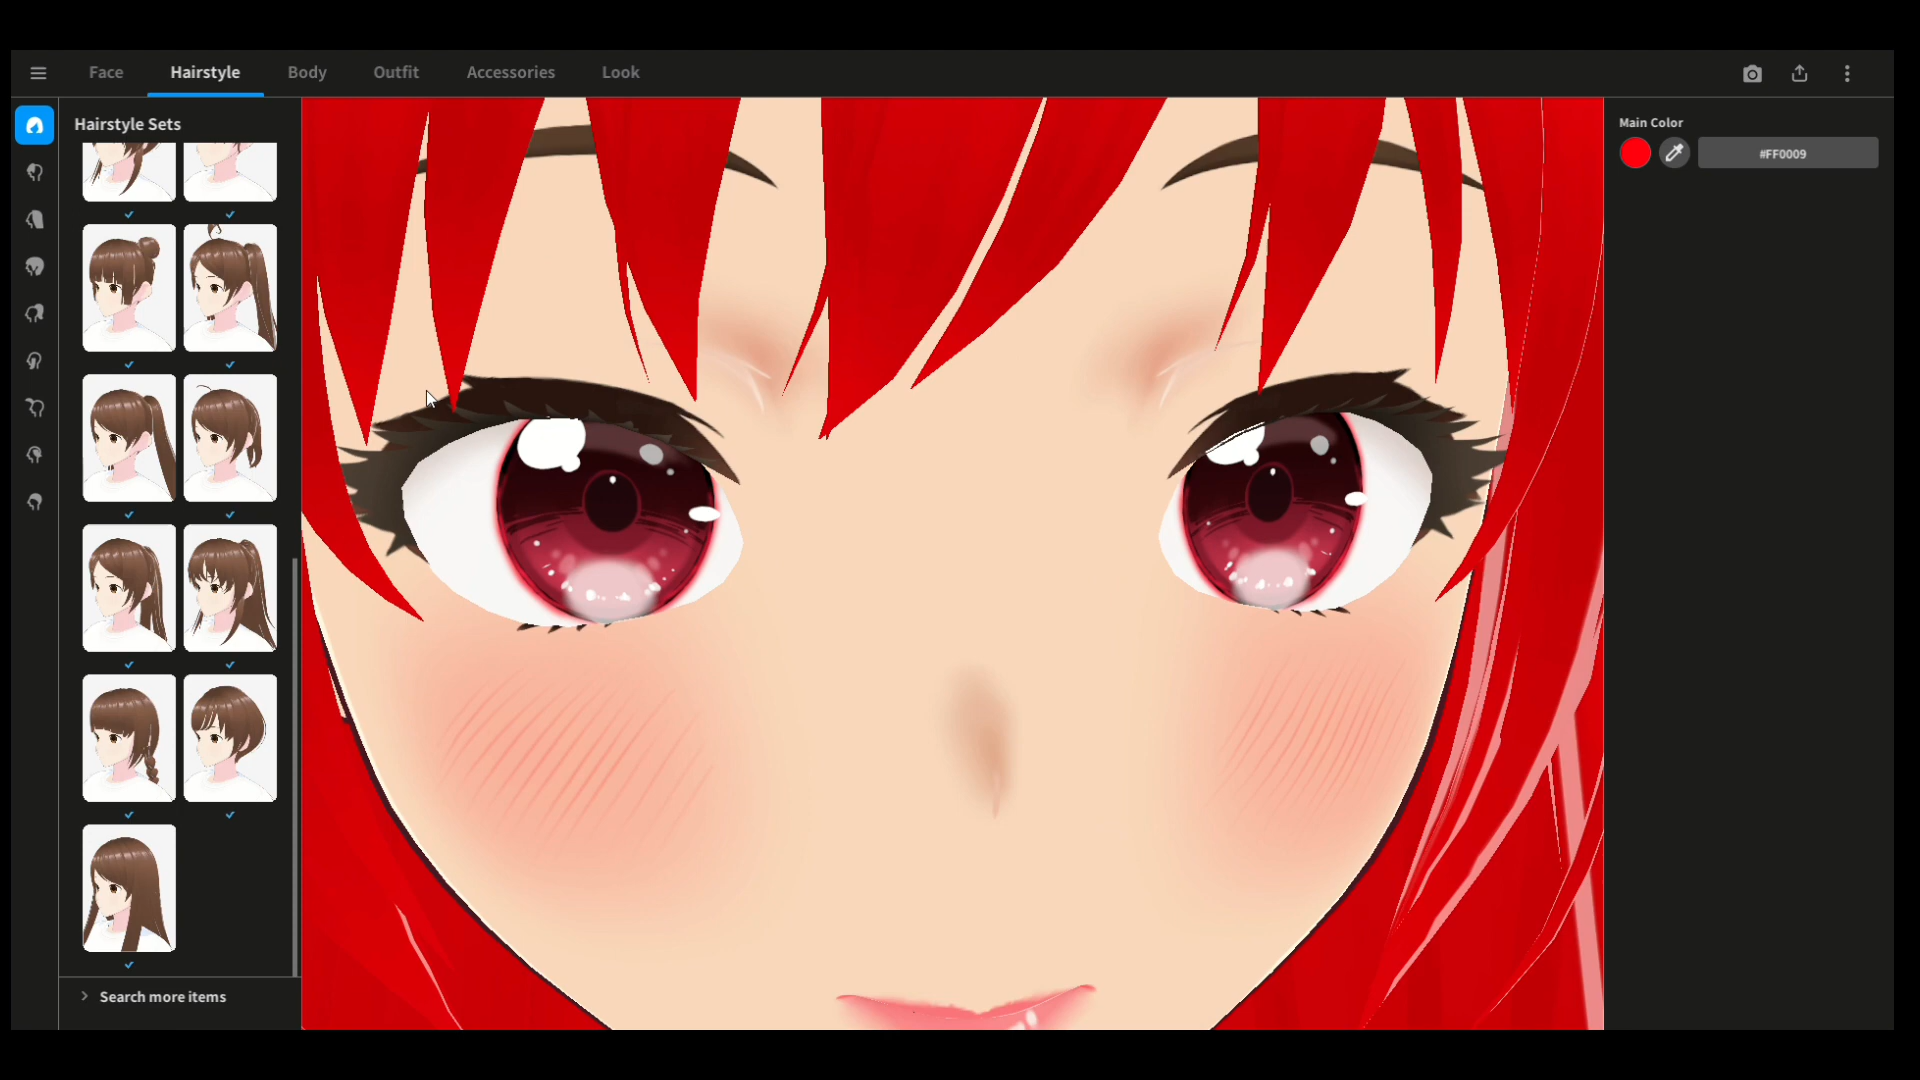 Face Hairstyle Body Outfit Accessories Look
Hairstyle Sets
Main Color
#FF0009
Search more items